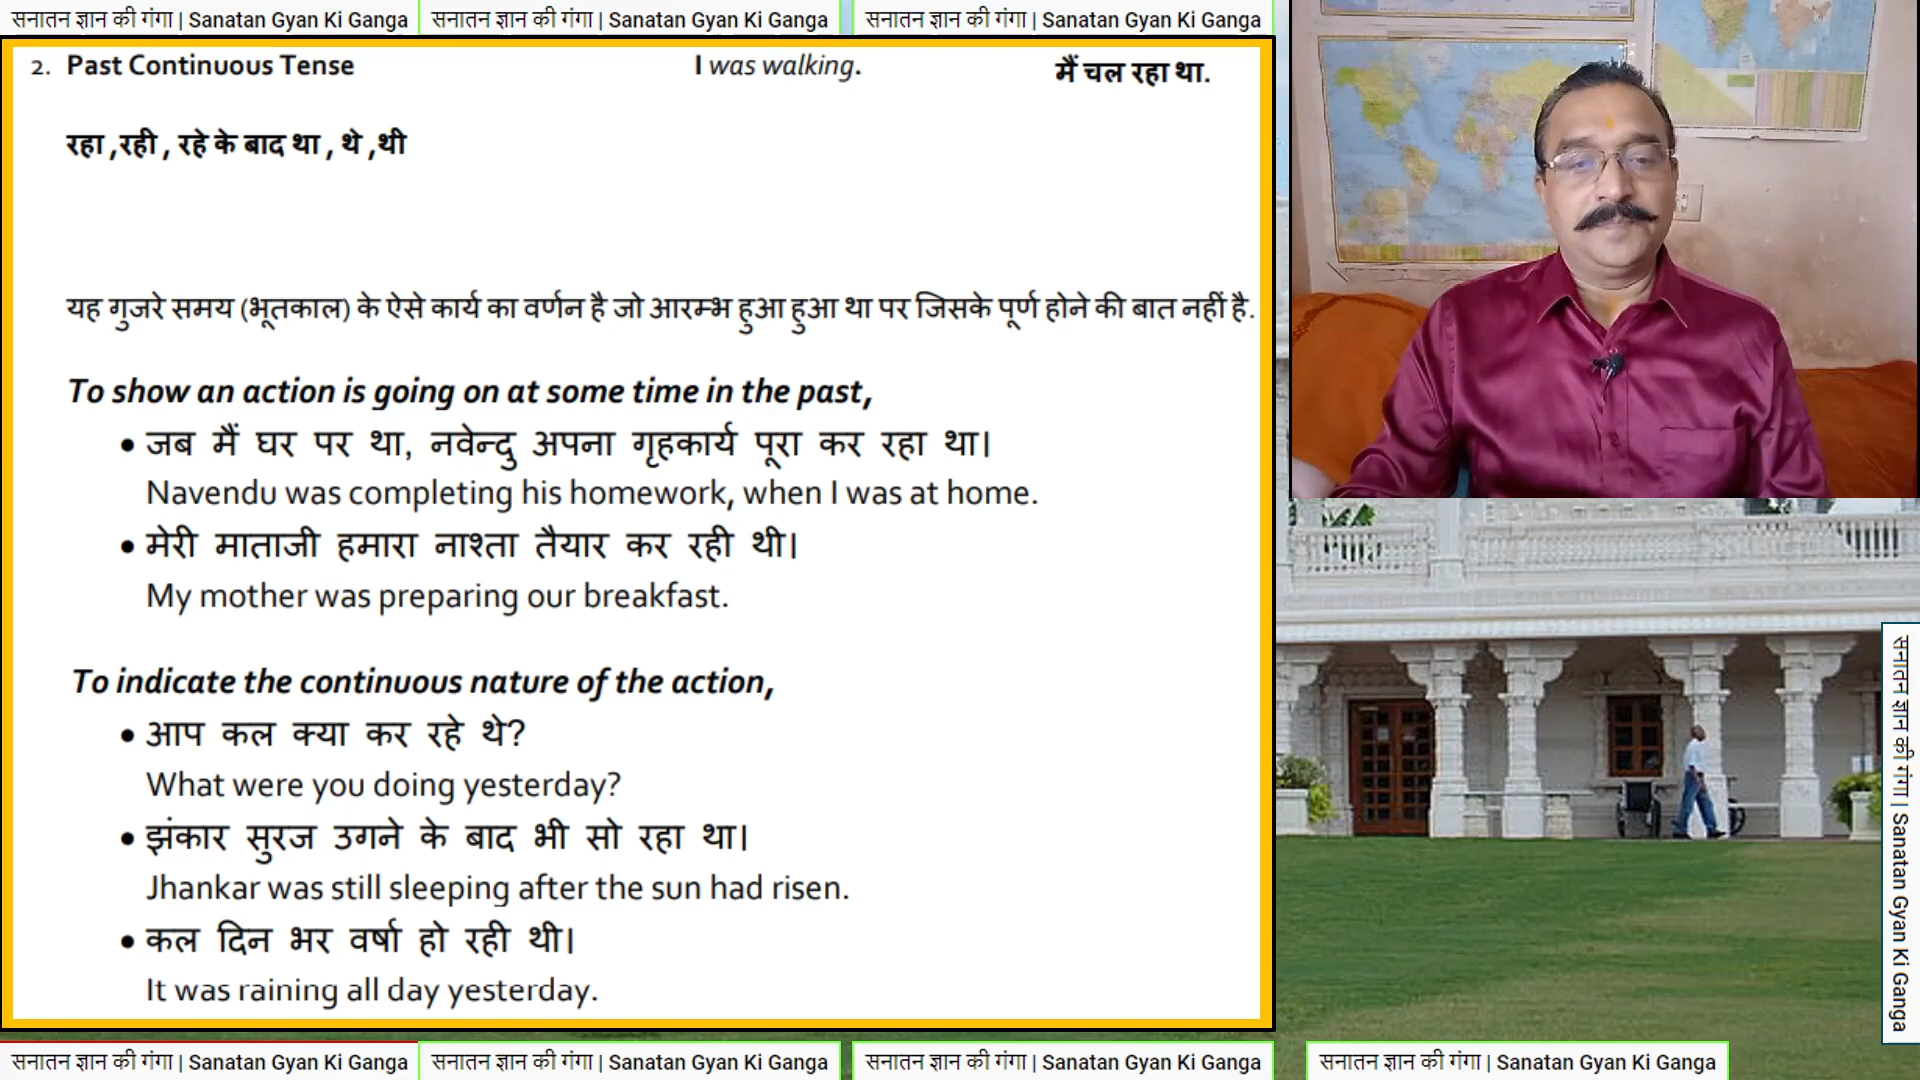 सनातन ज्ञान की गंगा | Sanatan Gyan Ki Ganga
सनातन ज्ञान की गंगा | Sanatan Gyan Ki Ganga
सनातन ज्ञान की गंगा | Sanatan Gyan Ki Ganga
2. Past Continuous Tense I was walking. मैं चल रहा था.
रहा ,रही , रहे के बाद था , थे ,थी
यह गुजरे समय (भूतकाल) के ऐसे कार्य का वर्णन है जो आरम्भ हुआ हुआ था पर जिसके पूर्ण होने की बात नहीं है.
To show an action is going on at some time in the past,
• जब मैं घर पर था, नवेन्दु अपना गृहकार्य पूरा कर रहा था।
Navendu was completing his homework, when I was at home.
• मेरी माताजी हमारा नाश्ता तैयार कर रही थी।
My mother was preparing our breakfast.
To indicate the continuous nature of the action,
• आप कल क्या कर रहे थे?
What were you doing yesterday?
• झंकार सुरज उगने के बाद भी सो रहा था।
Jhankar was still sleeping after the sun had risen.
• कल दिन भर वर्षा हो रही थी।
It was raining all day yesterday.
सनातन ज्ञान की गंगा | Sanatan Gyan Ki Ganga
सनातन ज्ञान की गंगा | Sanatan Gyan Ki Ganga
सनातन ज्ञान की गंगा | Sanatan Gyan Ki Ganga
सनातन ज्ञान की गंगा | Sanatan Gyan Ki Ganga
सनातन ज्ञान की गंगा | Sanatan Gyan Ki Ganga